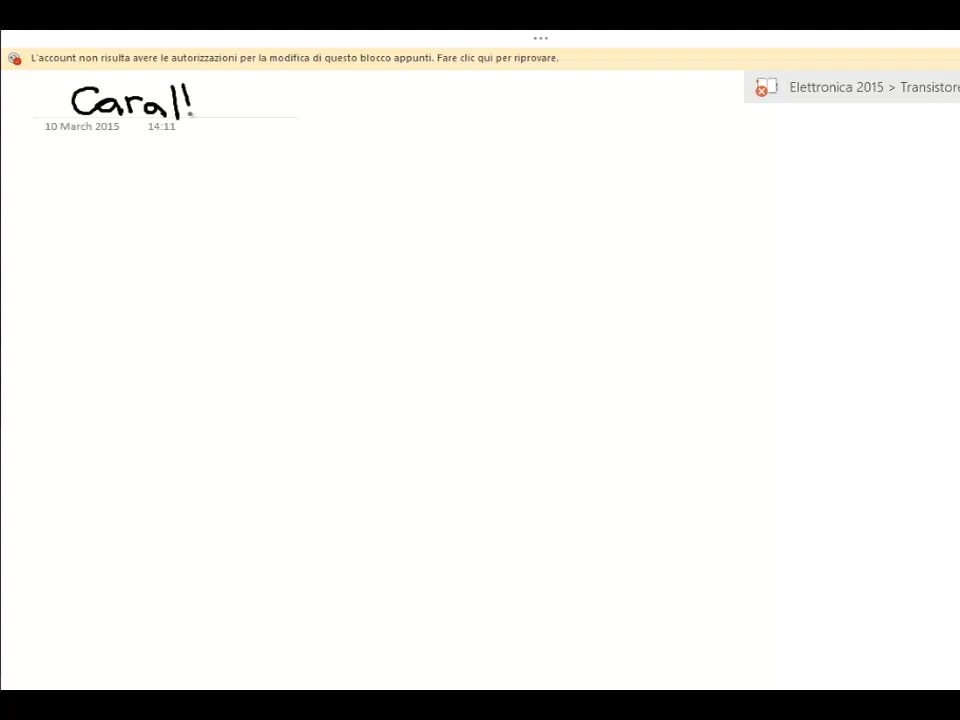 L'account non risulta avere le autorizzazioni per la modifica di questo blocco appunti. Fare clic qui per riprovare.
Elettronica 2015 > Transistore
10 March 2015 14:11